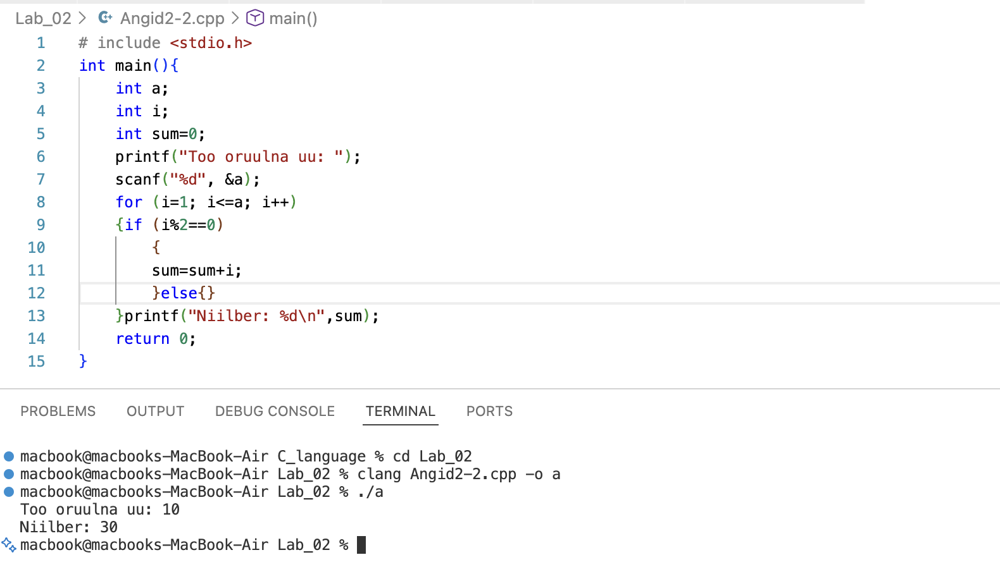 Lab_02 > Angid2-2.cpp > main()
1 # include <stdio.h>
2 int main(){
3 int a;
4 int i;
5 int sum=0;
6 printf("Too oruulna uu: ");
7 scanf("%d", &a);
8 for (i=1; i<=a; i++)
9 {if (i%2==0)
10 {
11 sum=sum+i;
12 }else{}
13 }printf("Niilber: %d\n",sum);
14 return 0;
15 }
PROBLEMS OUTPUT DEBUG CONSOLE TERMINAL PORTS
macbook@macbooks-MacBook-Air C_language % cd Lab_02
macbook@macbooks-MacBook-Air Lab_02 % clang Angid2-2.cpp -o a
macbook@macbooks-MacBook-Air Lab_02 % ./a
Too oruulna uu: 10
Niilber: 30
macbook@macbooks-MacBook-Air Lab_02 %